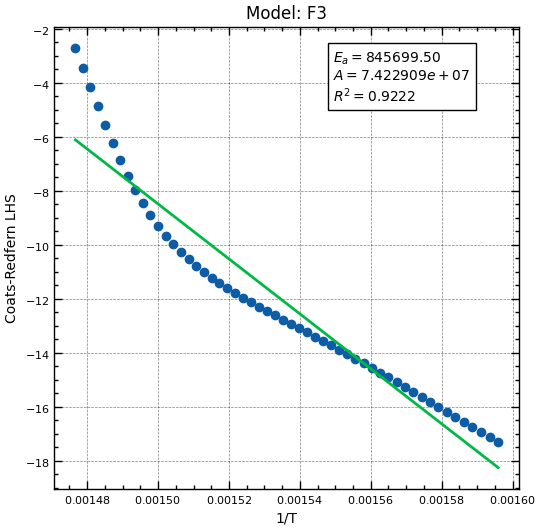 Model: F3
−2
−4
−6
−8
−10
−12
−14
−16
−18
Coats-Redfern LHS
E_a = 845699.50
A = 7.422909e + 07
R² = 0.9222
0.00148 0.00150 0.00152 0.00154 0.00156 0.00158 0.00160
1/T